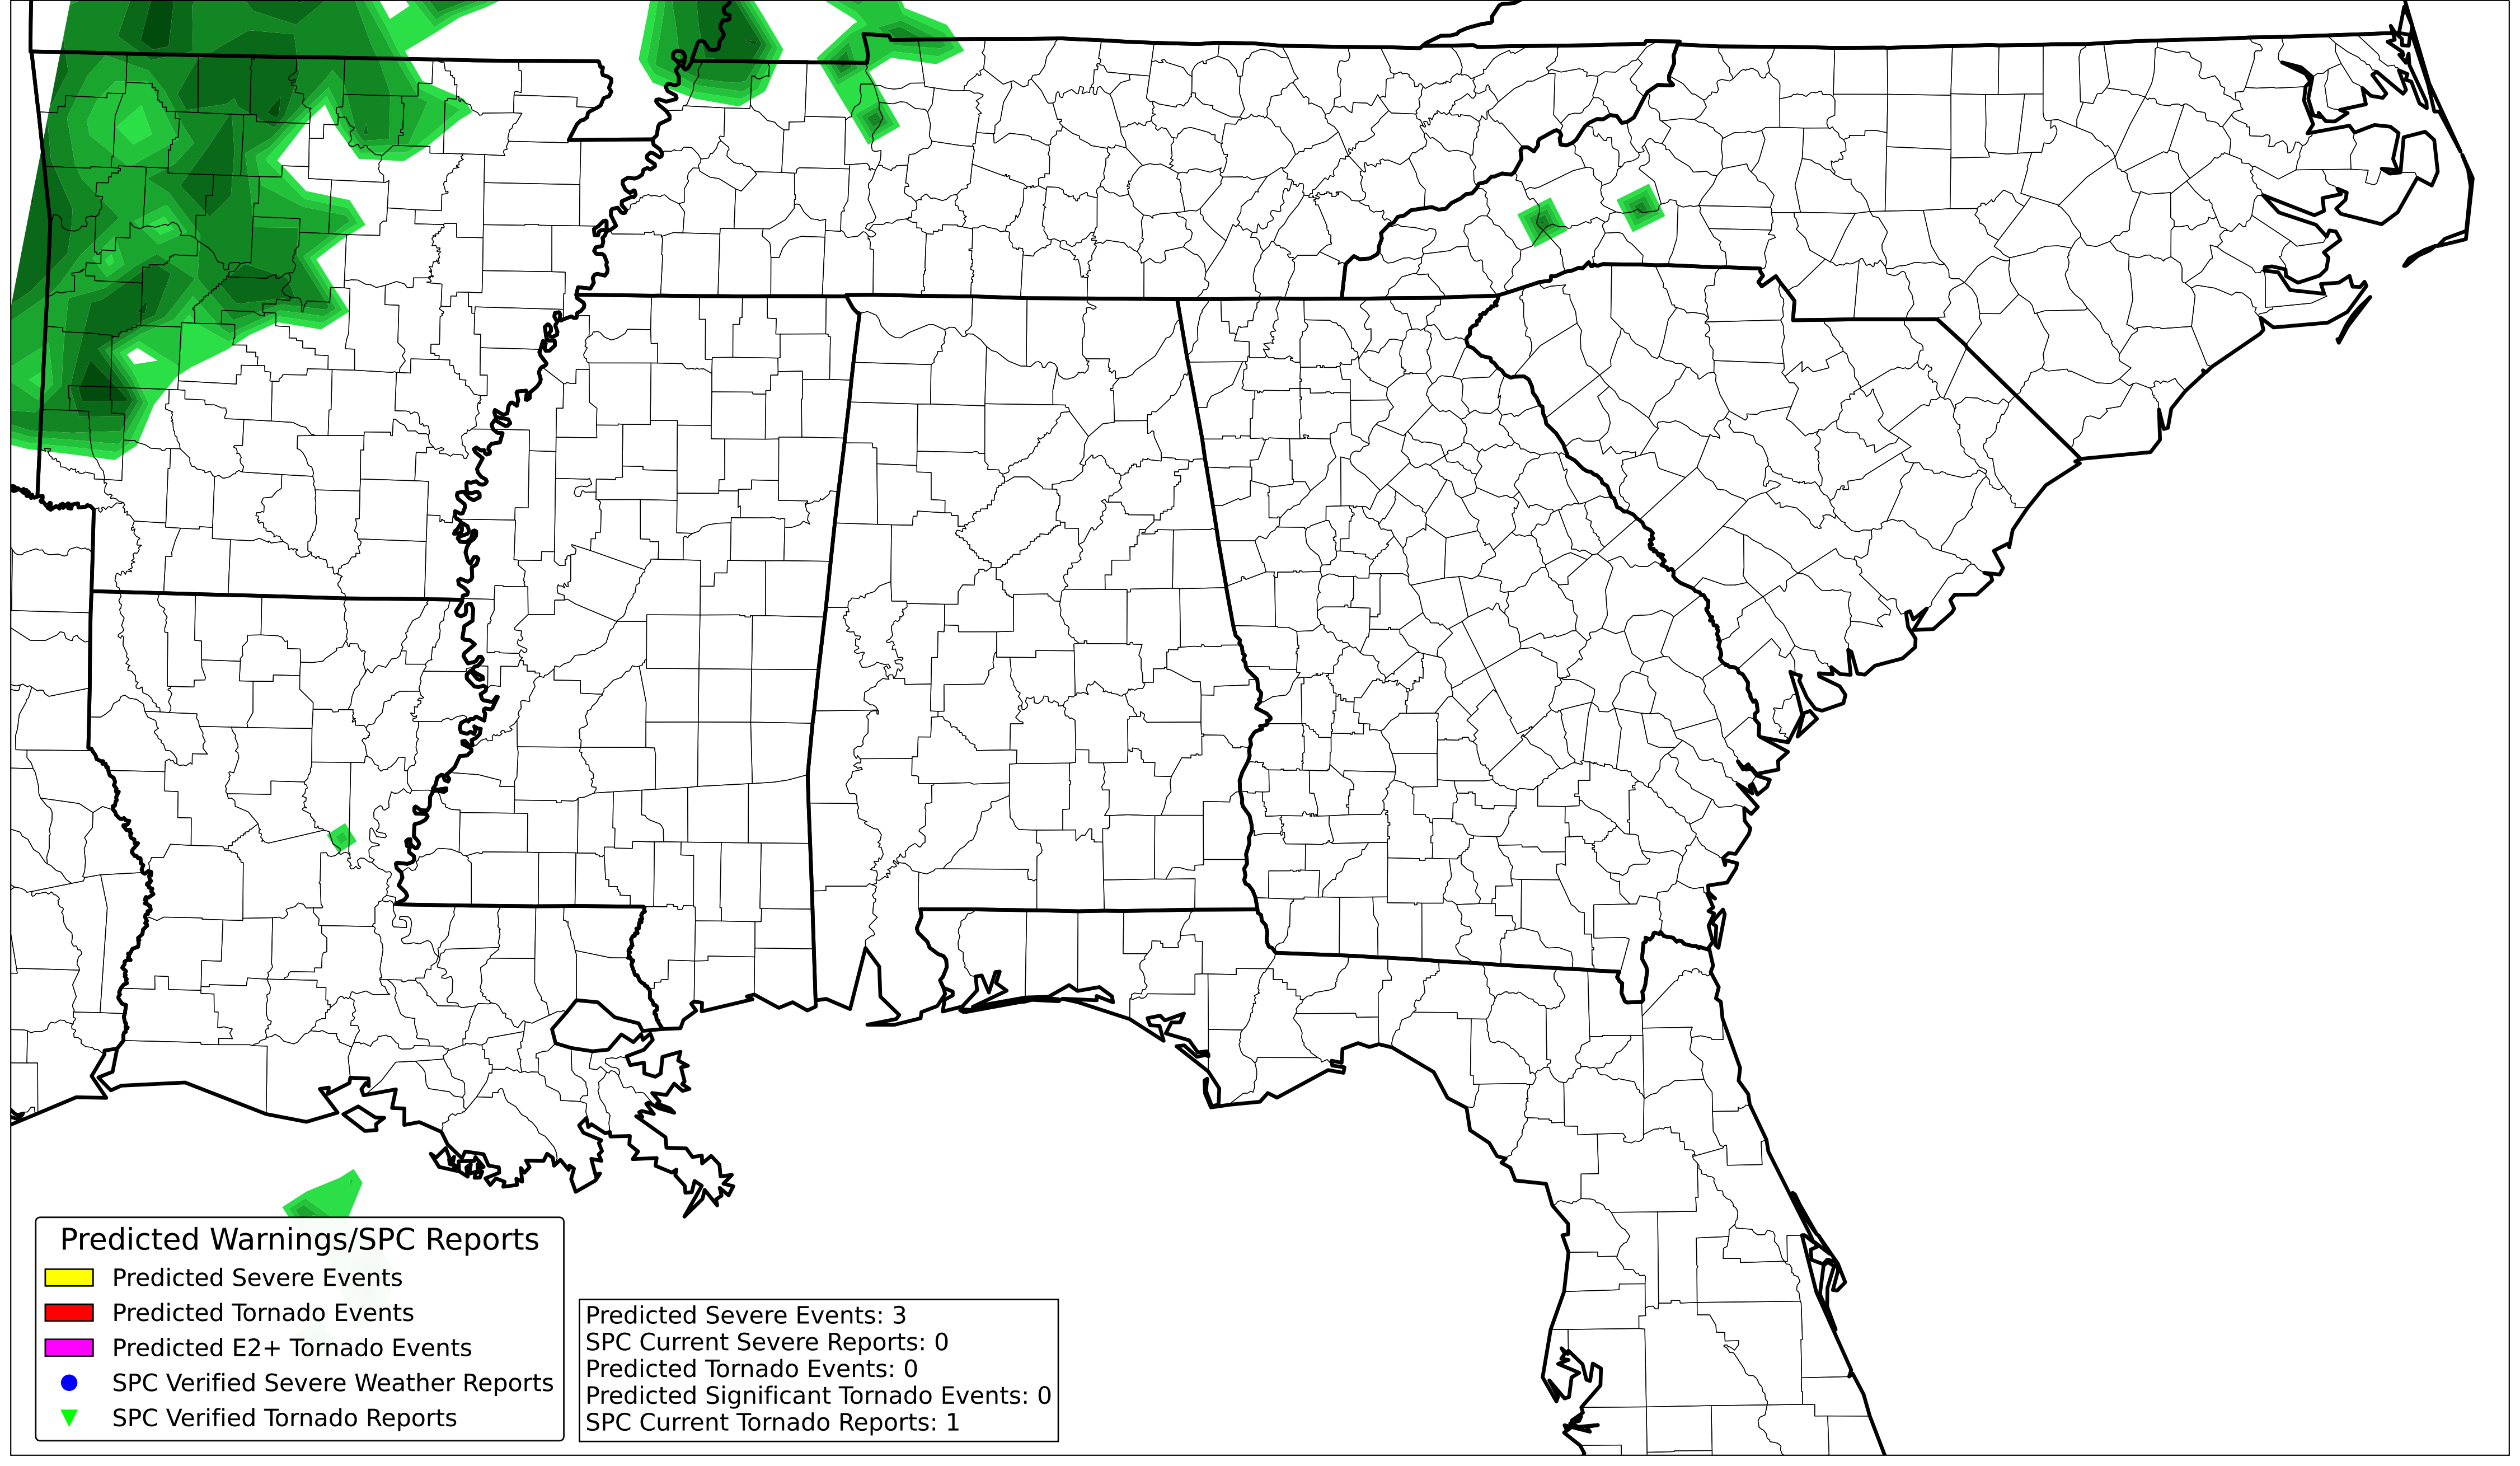 Predicted Warnings/SPC Reports
Predicted Severe Events
Predicted Tornado Events
Predicted E2+ Tornado Events
SPC Verified Severe Weather Reports
SPC Verified Tornado Reports
Predicted Severe Events: 3
SPC Current Severe Reports: 0
Predicted Tornado Events: 0
Predicted Significant Tornado Events: 0
SPC Current Tornado Reports: 1